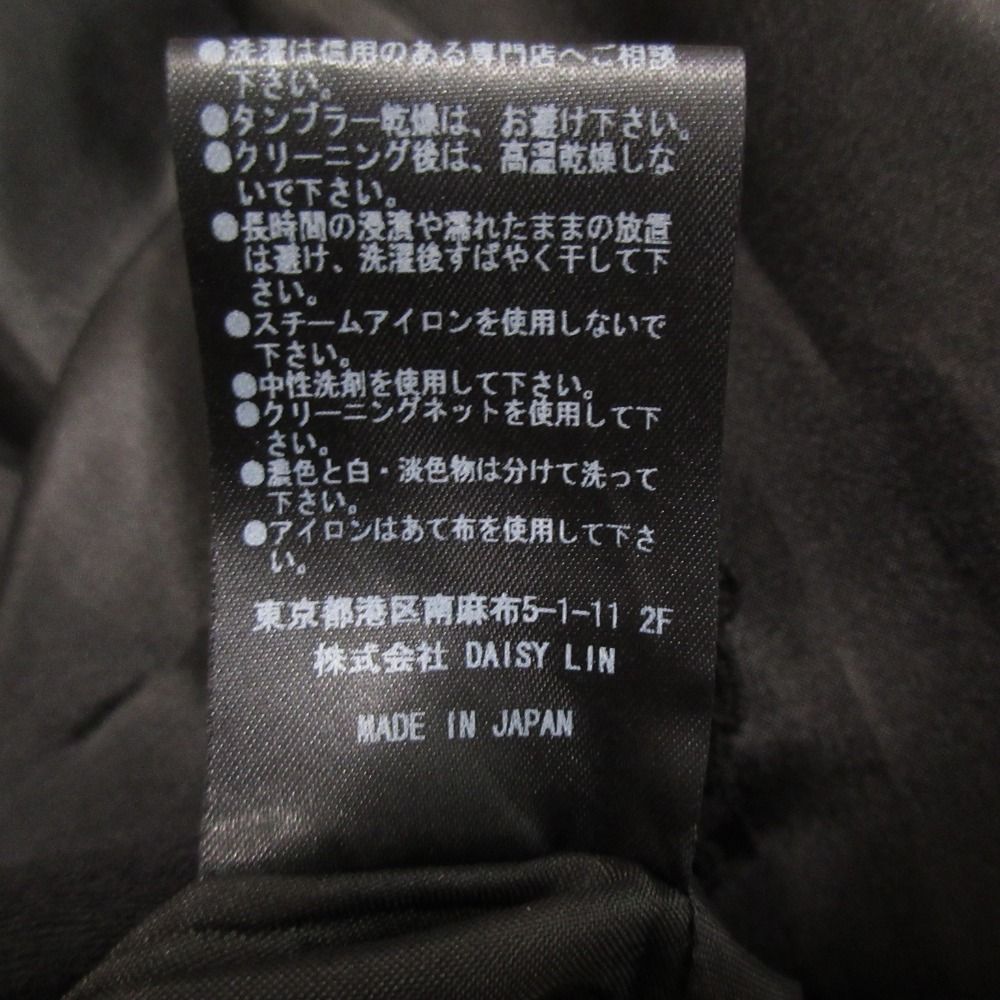 ●洗濯は信用のある専門店へご相談
下さい。
●タンブラー乾燥は、お避け下さい。
●クリーニング後は、高温乾燥しな
いで下さい。
●長時間の浸漬や濡れたままの放置
は避け、洗濯後すばやく干して下
さい。
●スチームアイロンを使用しないで
下さい。
●中性洗剤を使用して下さい。
●クリーニングネットを使用して下
さい。
●濃色と白・淡色物は分けて洗って
下さい。
●アイロンはあて布を使用して下さ
い。
東京都港区南麻布5-1-11 2F
株式会社 DAISY LIN
MADE IN JAPAN